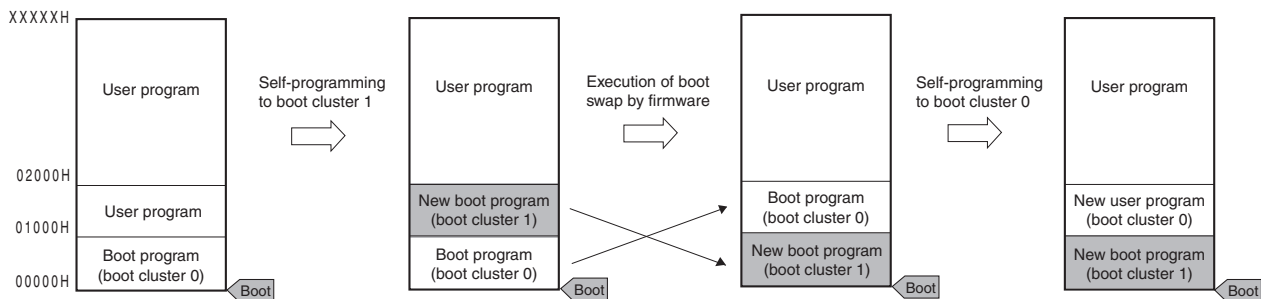 XXXXXH
User program
Self-programming
to boot cluster 1
User program
Execution of boot
swap by firmware
User program
Self-programming
to boot cluster 0
User program
02000H
User program
01000H
Boot program
(boot cluster 0)
00000H
Boot
New boot program
(boot cluster 1)
Boot program
(boot cluster 0)
Boot
Boot program
(boot cluster 0)
New boot program
(boot cluster 1)
Boot
New user program
(boot cluster 0)
New boot program
(boot cluster 1)
Boot